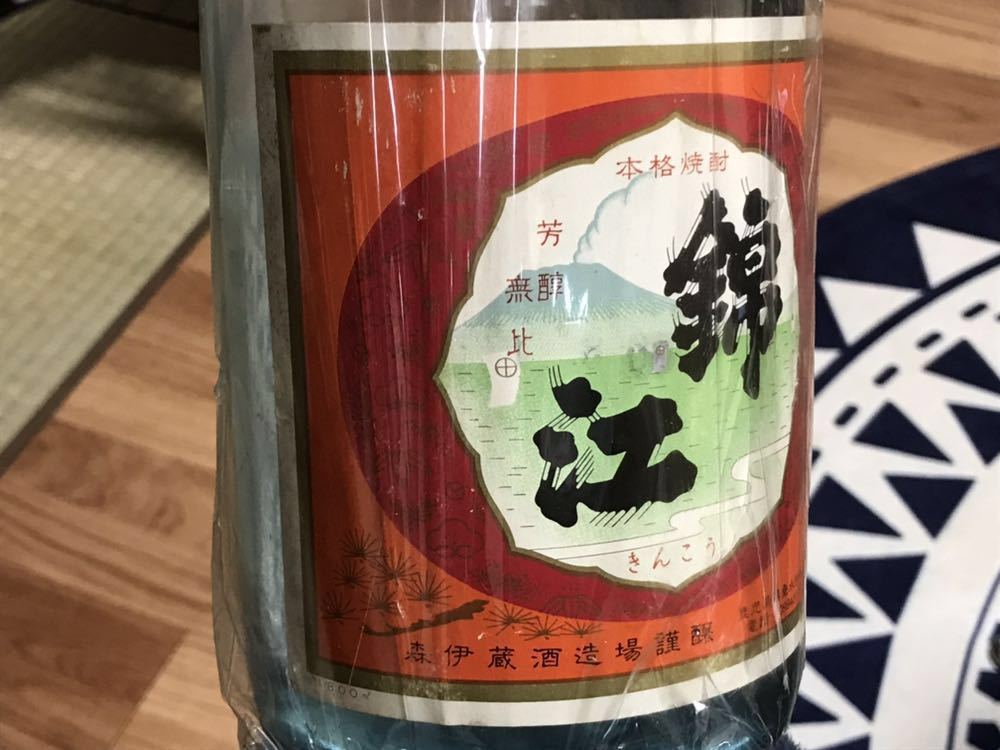 本格焼酎
錦江
芳醇
無比
きんこう
森伊蔵酒造場謹醸